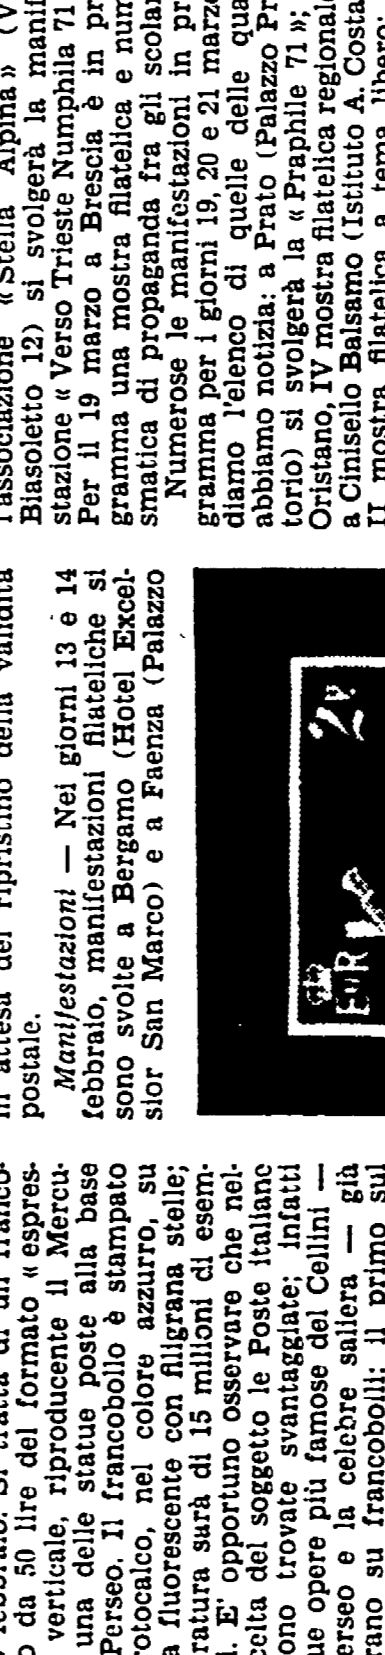 febbraio. Si tratta di un franco-
o da 50 lire del formato « espres-
verticale, riproducente il Mercu-
una delle statue poste alla base
Perseo. Il francobollo è stampato
rotocalco, nel colore azzurro, su
a fluorescente con filigrana stelle;
ratura sarà di 15 milioni di esem-
i. E' opportuno osservare che nel-
celta del soggetto le Poste italiane
ono trovate svantaggiate; infatti
ue opere più famose del Cellini —
erseo e la celebre saliera — già
rano su francobolli: il primo sul
in attesa del ripristino della validità
postale.
Manifestazioni — Nei giorni 13 e 14
febbraio, manifestazioni filateliche si
sono svolte a Bergamo (Hotel Excel-
sior San Marco) e a Faenza (Palazzo
E II R
2 v.
l'associazione « Stella Alpina » (V
Biasoletto 12) si svolgerà la manif
stazione « Verso Trieste Numphila 71
Per il 19 marzo a Brescia è in pr
gramma una mostra filatelica e num
smatica di propaganda fra gli scolar
Numerose le manifestazioni in pr
gramma per i giorni 19, 20 e 21 marzo
diamo l'elenco di quelle delle qua
abbiamo notizia: a Prato (Palazzo Pr
torio) si svolgerà la « Praphile 71 »;
Oristano, IV mostra filatelica regionale
a Cinisello Balsamo (Istituto A. Costa
II mostra filatelica a tema libero;